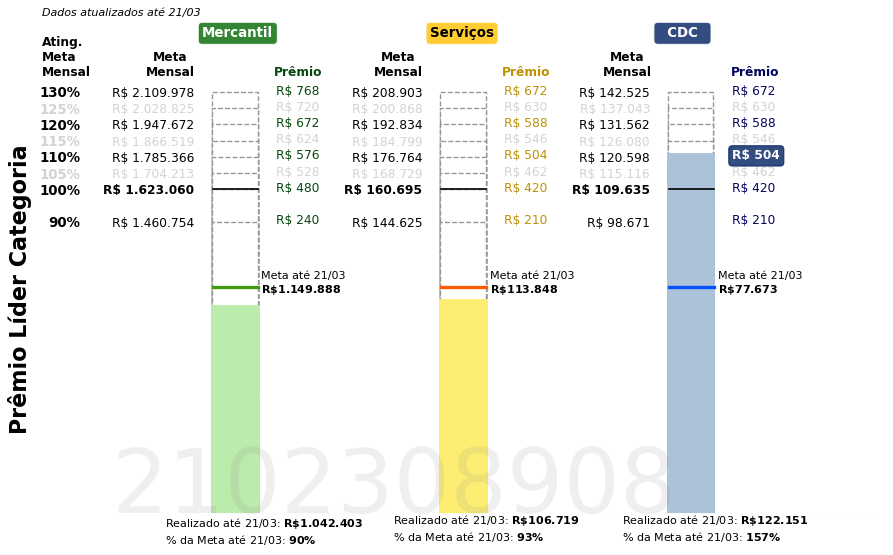 Dados atualizados até 21/03
Mercantil Serviços CDC
Ating. Meta Mensal Meta Mensal Prêmio Meta Mensal Prêmio Meta Mensal Prêmio
130% R$ 2.109.978 R$ 768 R$ 208.903 R$ 672 R$ 142.525 R$ 672
125% R$ 2.028.825 R$ 720 R$ 200.868 R$ 630 R$ 137.043 R$ 630
120% R$ 1.947.672 R$ 672 R$ 192.834 R$ 588 R$ 131.562 R$ 588
115% R$ 1.866.519 R$ 624 R$ 184.799 R$ 546 R$ 126.080 R$ 546
110% R$ 1.785.366 R$ 576 R$ 176.764 R$ 504 R$ 120.598 R$ 504
105% R$ 1.704.213 R$ 528 R$ 168.729 R$ 462 R$ 115.116 R$ 462
100% R$ 1.623.060 R$ 480 R$ 160.695 R$ 420 R$ 109.635 R$ 420
90% R$ 1.460.754 R$ 240 R$ 144.625 R$ 210 R$ 98.671 R$ 210
Meta até 21/03 Meta até 21/03 Meta até 21/03
R$1.149.888 R$113.848 R$77.673
Prêmio Líder Categoria
2102308908
Realizado até 21/03: R$1.042.403 Realizado até 21/03: R$106.719 Realizado até 21/03: R$122.151
% da Meta até 21/03: 90% % da Meta até 21/03: 93% % da Meta até 21/03: 157%